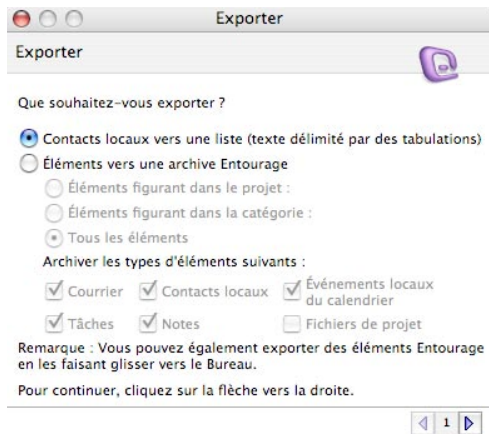 Exporter
Exporter
Que souhaitez-vous exporter ?
Contacts locaux vers une liste (texte délimité par des tabulations)
Éléments vers une archive Entourage
Éléments figurant dans le projet :
Éléments figurant dans la catégorie :
Tous les éléments
Archiver les types d'éléments suivants :
Courrier Contacts locaux Événements locaux
du calendrier
Tâches Notes Fichiers de projet
Remarque : Vous pouvez également exporter des éléments Entourage
en les faisant glisser vers le Bureau.
Pour continuer, cliquez sur la flèche vers la droite.
1